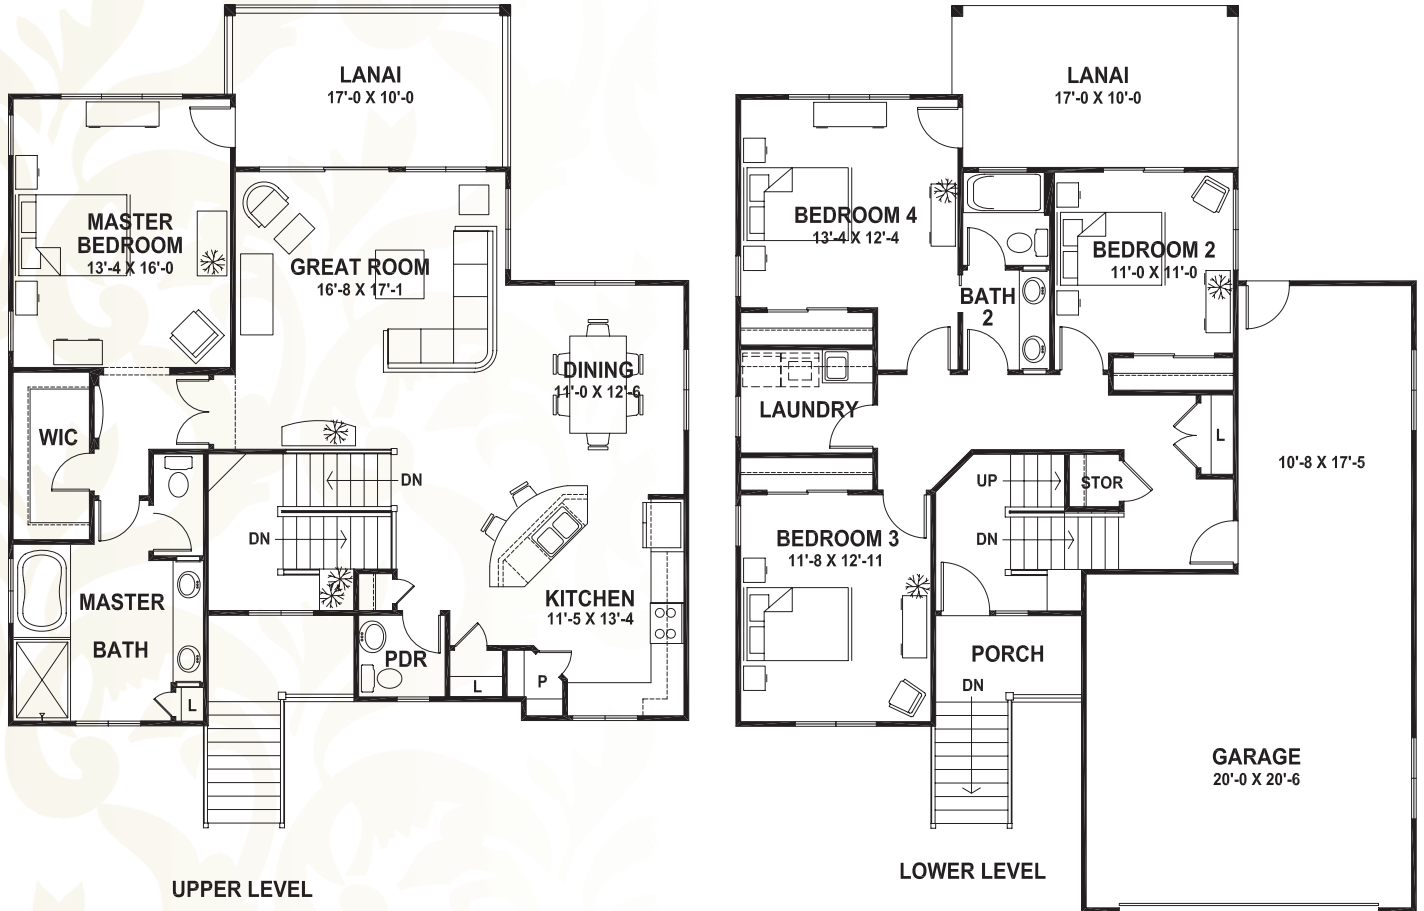 LANAI
17'-0 X 10'-0
MASTER
BEDROOM
13'-4 X 16'-0
GREAT ROOM
16'-8 X 17'-1
DINING
11'-0 X 12'-6
WIC
DN
DN
KITCHEN
11'-5 X 13'-4
MASTER
BATH
PDR
L
P
L
UPPER LEVEL
LANAI
17'-0 X 10'-0
BEDROOM 4
13'-4 X 12'-4
BEDROOM 2
11'-0 X 11'-0
BATH
2
LAUNDRY
L
10'-8 X 17'-5
UP
STOR
DN
BEDROOM 3
11'-8 X 12'-11
PORCH
DN
GARAGE
20'-0 X 20'-6
LOWER LEVEL